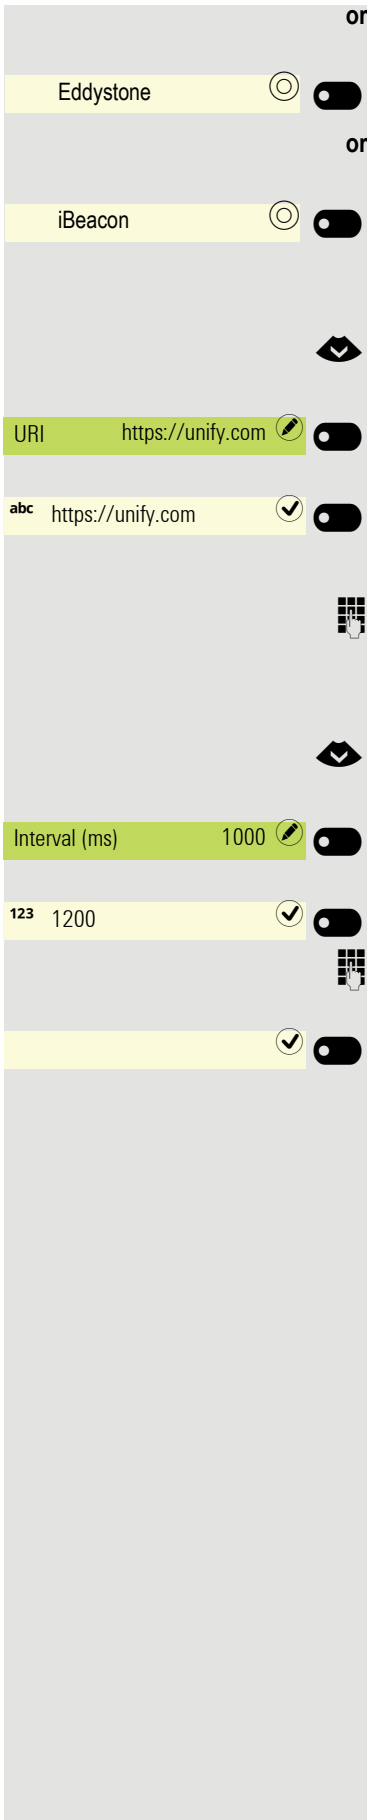 or
Eddystone
or
iBeacon
URI https://unify.com
abc https://unify.com
Interval (ms) 1000
123 1200